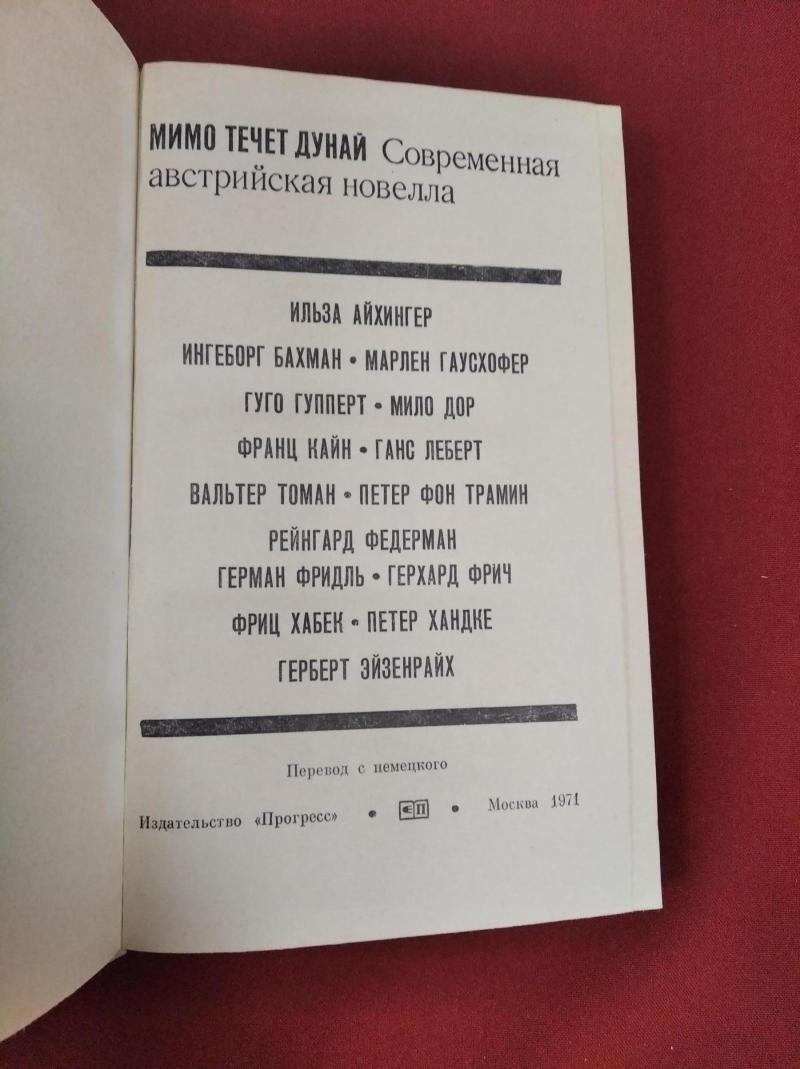 МИМО ТЕЧЕТ ДУНАЙ Современная
австрийская новелла
ИЛЬЗА АЙХИНГЕР
ИНГЕБОРГ БАХМАН • МАРЛЕН ГАУСХОФЕР
ГУГО ГУППЕРТ • МИЛО ДОР
ФРАНЦ КАЙН • ГАНС ЛЕБЕРТ
ВАЛЬТЕР ТОМАН • ПЕТЕР ФОН ТРАМИН
РЕЙНГАРД ФЕДЕРМАН
ГЕРМАН ФРИДЛЬ • ГЕРХАРД ФРИЧ
ФРИЦ ХАБЕК • ПЕТЕР ХАНДКЕ
ГЕРБЕРТ ЭЙЗЕНРАЙХ
Перевод с немецкого
Издательство «Прогресс» • П • Москва 1971